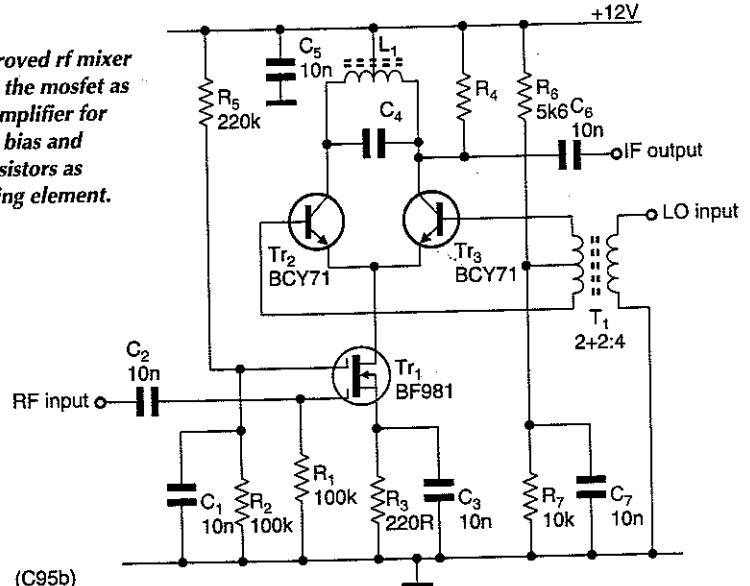 +12V
roved rf mixer
the mosfet as
mplifier for
bias and
sistors as
ing element.
C5
10n
L1
R5
220k
C4
R4
R6
5k6
C6
10n
IF output
LO input
Tr2
BCY71
Tr3
BCY71
T1
2+2:4
C2
10n
Tr1
BF981
RF input
C1
10n
R2
100k
R1
100k
R3
220R
C3
10n
R7
10k
C7
10n
(C95b)